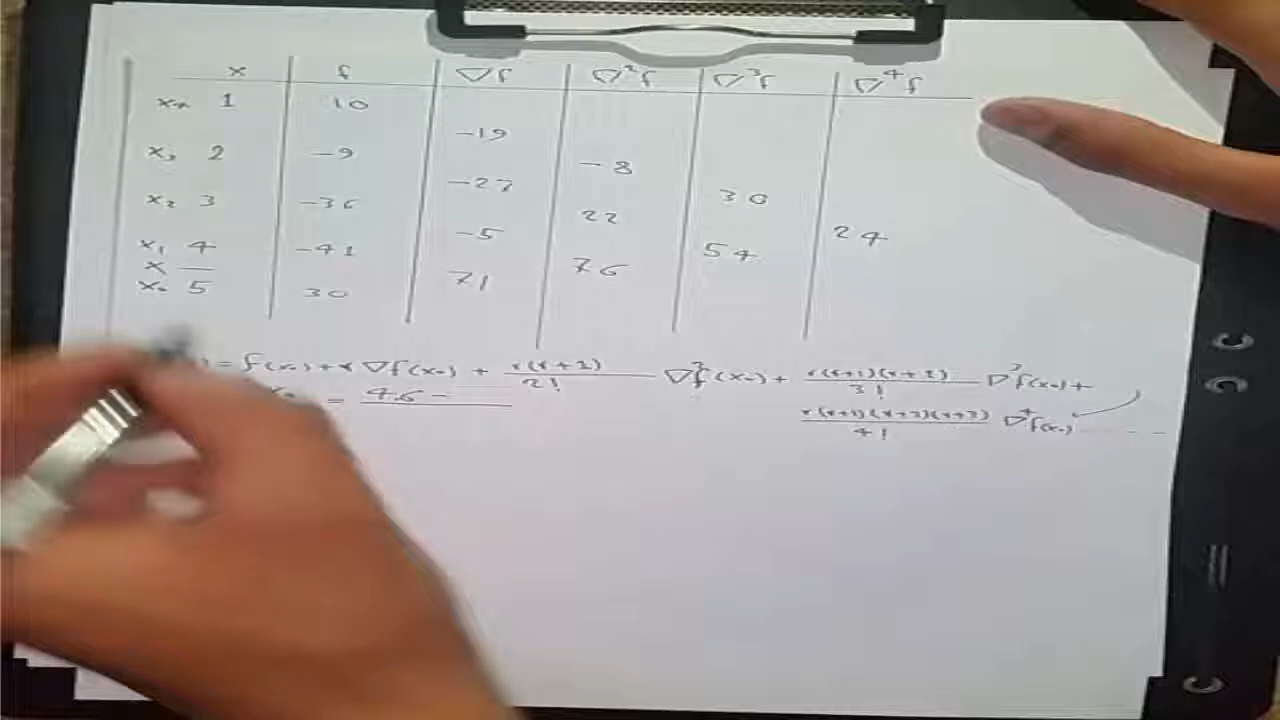 x f ∇f ∇²f ∇³f ∇⁴f
1 10
-19
x₃ 2 -9 -8
-27 30
x₂ 3 -36 22 24
-5 54
x₁ 4 -41 76
x — 71
x₀ 5 30
) = f(x₀) + r ∇f(x₀) + r(r+1)/2! ∇²f(x₀) + r(r+1)(r+2)/3! ∇³f(x₀) +
= 4.6 -
r(r+1)(r+2)(r+3)/4! ∇⁴f(x₀) - - - -